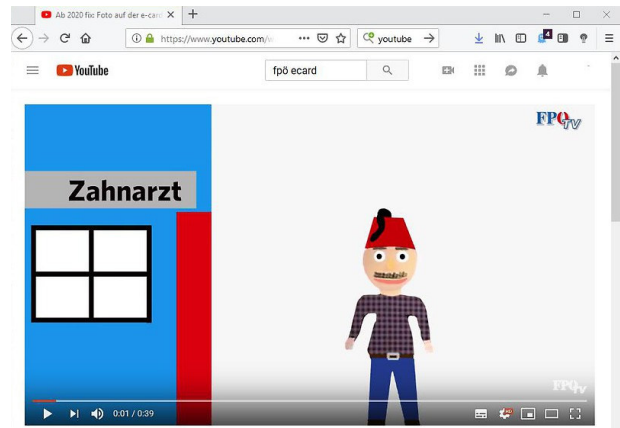 Ab 2020 fix: Foto auf der e-card
https://www.youtube.com/
youtube
YouTube
fpö ecard
FPÖ TV
Zahnarzt
FPÖ TV
0:01 / 0:39